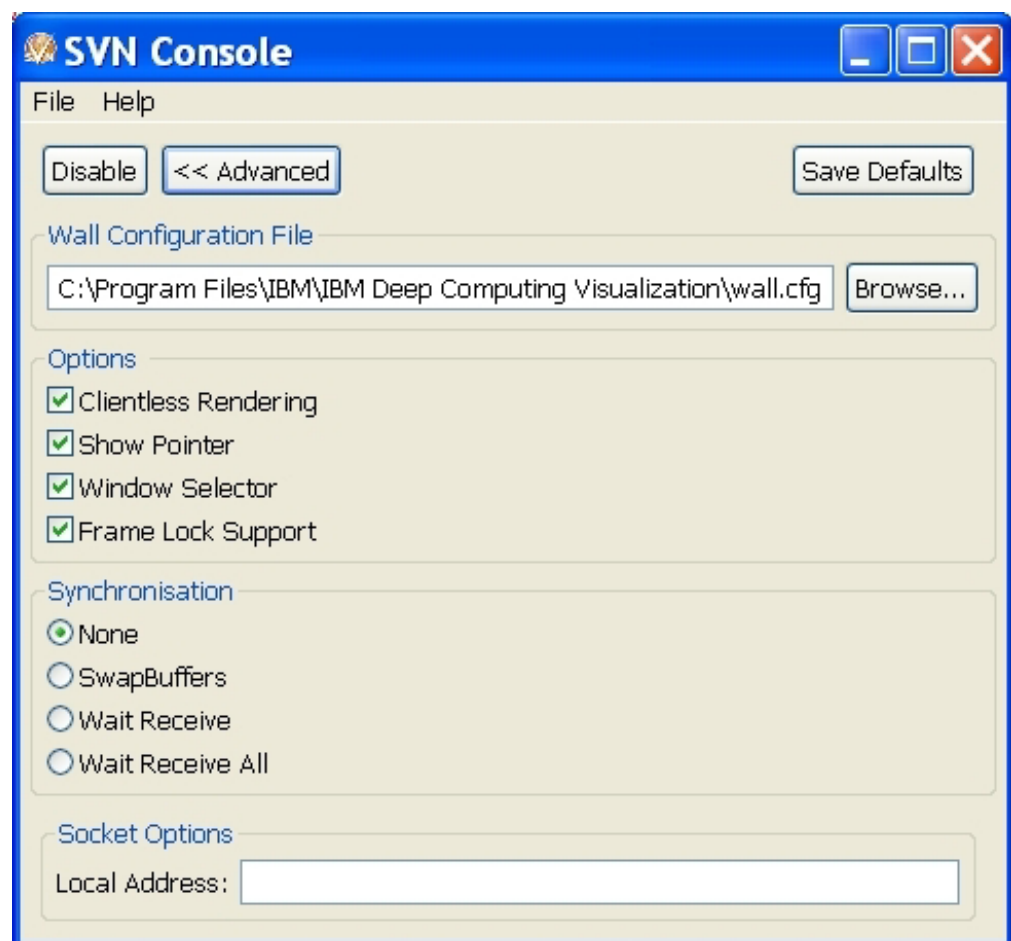 SVN Console
File Help
Disable << Advanced Save Defaults
Wall Configuration File
C:\Program Files\IBM\IBM Deep Computing Visualization\wall.cfg Browse...
Options
Clientless Rendering
Show Pointer
Window Selector
Frame Lock Support
Synchronisation
None
SwapBuffers
Wait Receive
Wait Receive All
Socket Options
Local Address: